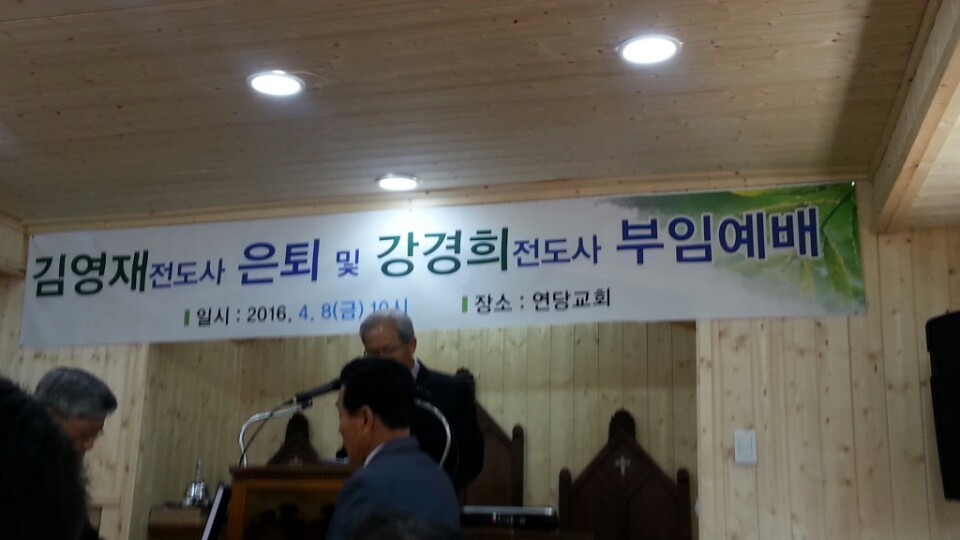 김영재전도사 은퇴 및 강경희전도사 부임예배
일시 : 2016. 4. 8(금) 10시 장소 : 연당교회